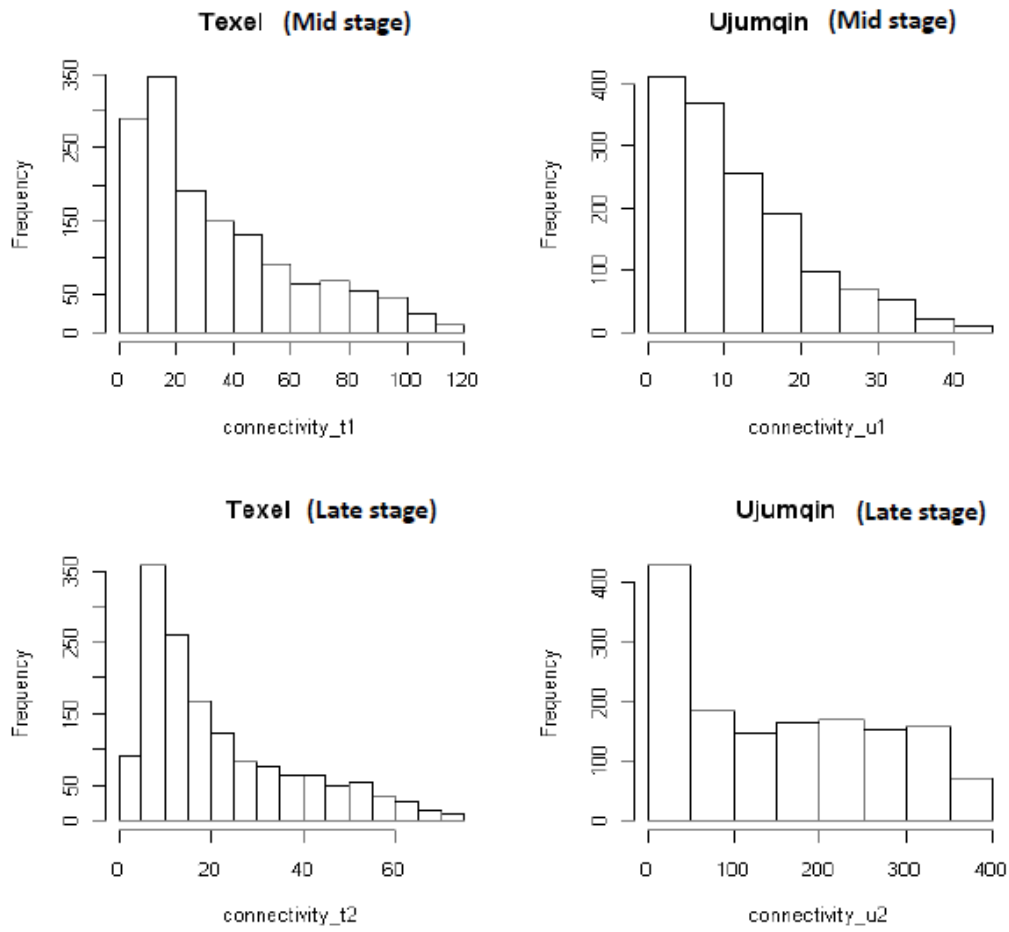 Texel (Mid stage)
Frequency
350
250
150
50
0
0 20 40 60 80 100 120
connectivity_t1
Ujumqin (Mid stage)
Frequency
400
300
200
100
0
0 10 20 30 40
connectivity_u1
Texel (Late stage)
Frequency
350
250
150
50
0
0 20 40 60
connectivity_t2
Ujumqin (Late stage)
Frequency
400
300
200
100
0
0 100 200 300 400
connectivity_u2